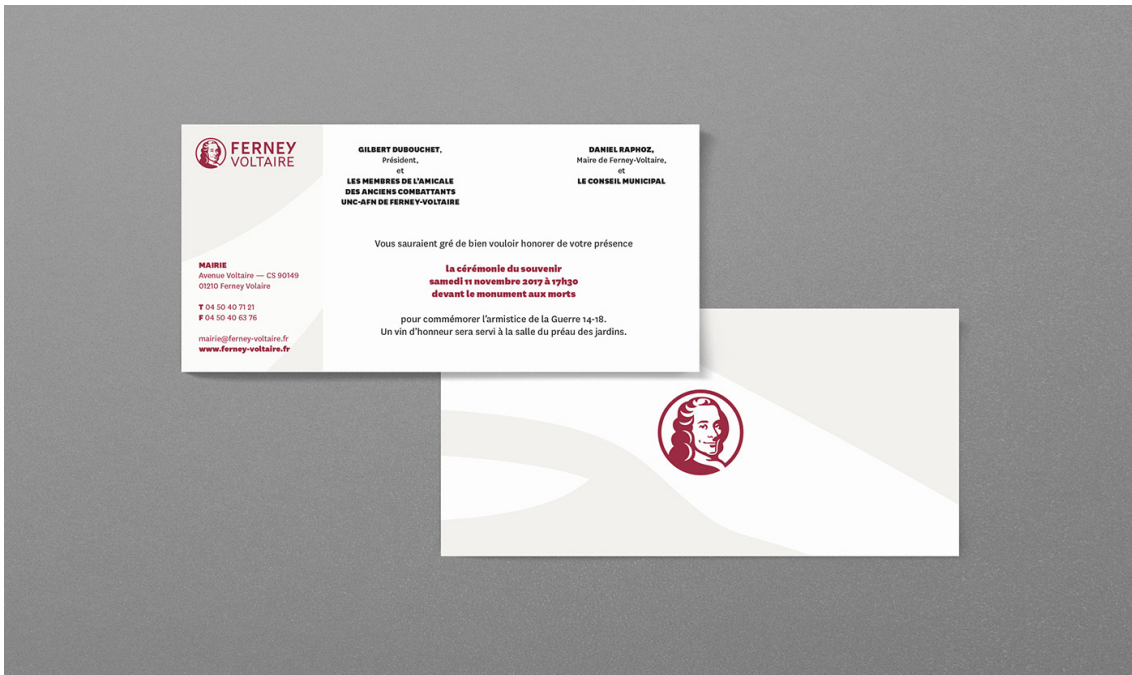 FERNEY
VOLTAIRE
MAIRIE
Avenue Voltaire — CS 90149
01210 Ferney Volaire
T 04 50 40 71 21
F 04 50 40 63 76
mairie@ferney-voltaire.fr
www.ferney-voltaire.fr
GILBERT DUBOUCHET,
Président,
et
LES MEMBRES DE L'AMICALE
DES ANCIENS COMBATTANTS
UNC-AFN DE FERNEY-VOLTAIRE
DANIEL RAPHOZ,
Maire de Ferney-Voltaire,
et
LE CONSEIL MUNICIPAL
Vous sauraient gré de bien vouloir honorer de votre présence
la cérémonie du souvenir
samedi 11 novembre 2017 à 17h30
devant le monument aux morts
pour commémorer l'armistice de la Guerre 14-18.
Un vin d'honneur sera servi à la salle du préau des jardins.